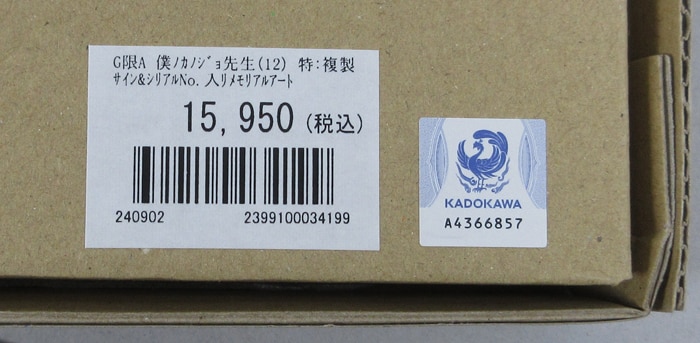 G限A 僕ﾉｶﾉｼﾞｮ先生(12) 特:複製
ｻｲﾝ&ｼﾘｱﾙNo.入ﾘﾒﾓﾘｱﾙｱｰﾄ
15,950 (税込)
240902 2399100034199
KADOKAWA
A4366857